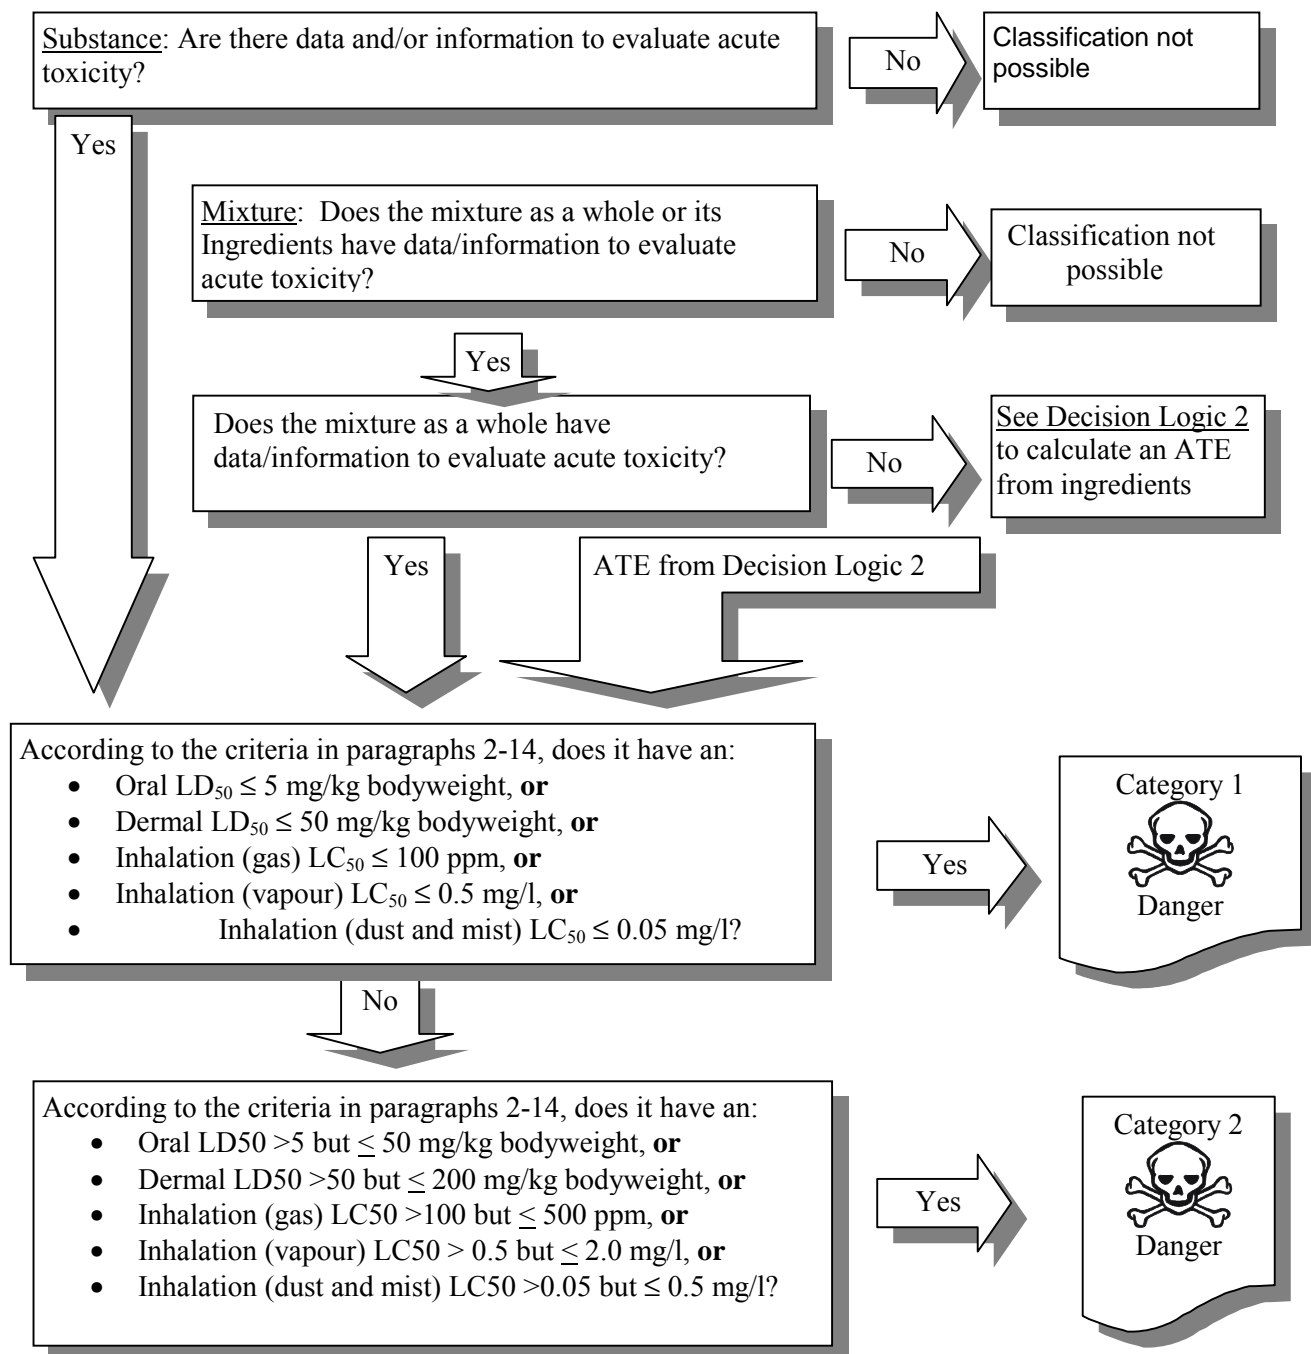 Substance: Are there data and/or information to evaluate acute
toxicity?
No
Classification not
possible
Yes
Mixture:  Does the mixture as a whole or its
Ingredients have data/information to evaluate
acute toxicity?
No
Classification not
possible
Yes
Does the mixture as a whole have
data/information to evaluate acute toxicity?
No
See Decision Logic 2
to calculate an ATE
from ingredients
Yes
ATE from Decision Logic 2
According to the criteria in paragraphs 2-14, does it have an:
• Oral LD₅₀ ≤ 5 mg/kg bodyweight, or
• Dermal LD₅₀ ≤ 50 mg/kg bodyweight, or
• Inhalation (gas) LC₅₀ ≤ 100 ppm, or
• Inhalation (vapour) LC₅₀ ≤ 0.5 mg/l, or
• Inhalation (dust and mist) LC₅₀ ≤ 0.05 mg/l?
Yes
Category 1
Danger
No
According to the criteria in paragraphs 2-14, does it have an:
• Oral LD50 >5 but ≤ 50 mg/kg bodyweight, or
• Dermal LD50 >50 but ≤ 200 mg/kg bodyweight, or
• Inhalation (gas) LC50 >100 but ≤ 500 ppm, or
• Inhalation (vapour) LC50 > 0.5 but ≤ 2.0 mg/l, or
• Inhalation (dust and mist) LC50 >0.05 but ≤ 0.5 mg/l?
Yes
Category 2
Danger